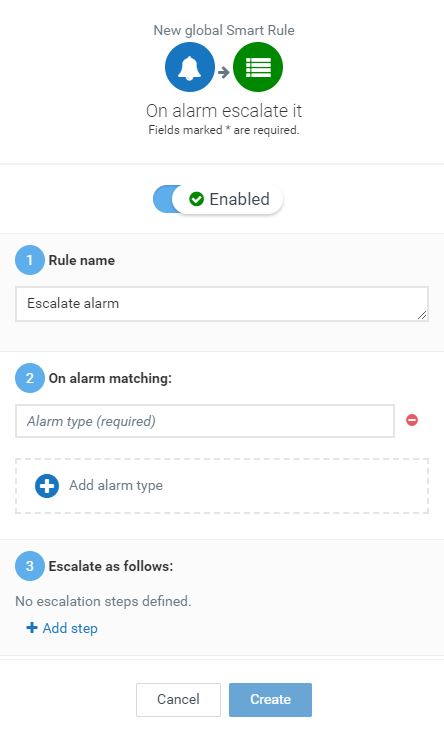 New global Smart Rule
On alarm escalate it
Fields marked * are required.
Enabled
1 Rule name
Escalate alarm
2 On alarm matching:
Alarm type (required)
Add alarm type
3 Escalate as follows:
No escalation steps defined.
Add step
Cancel Create